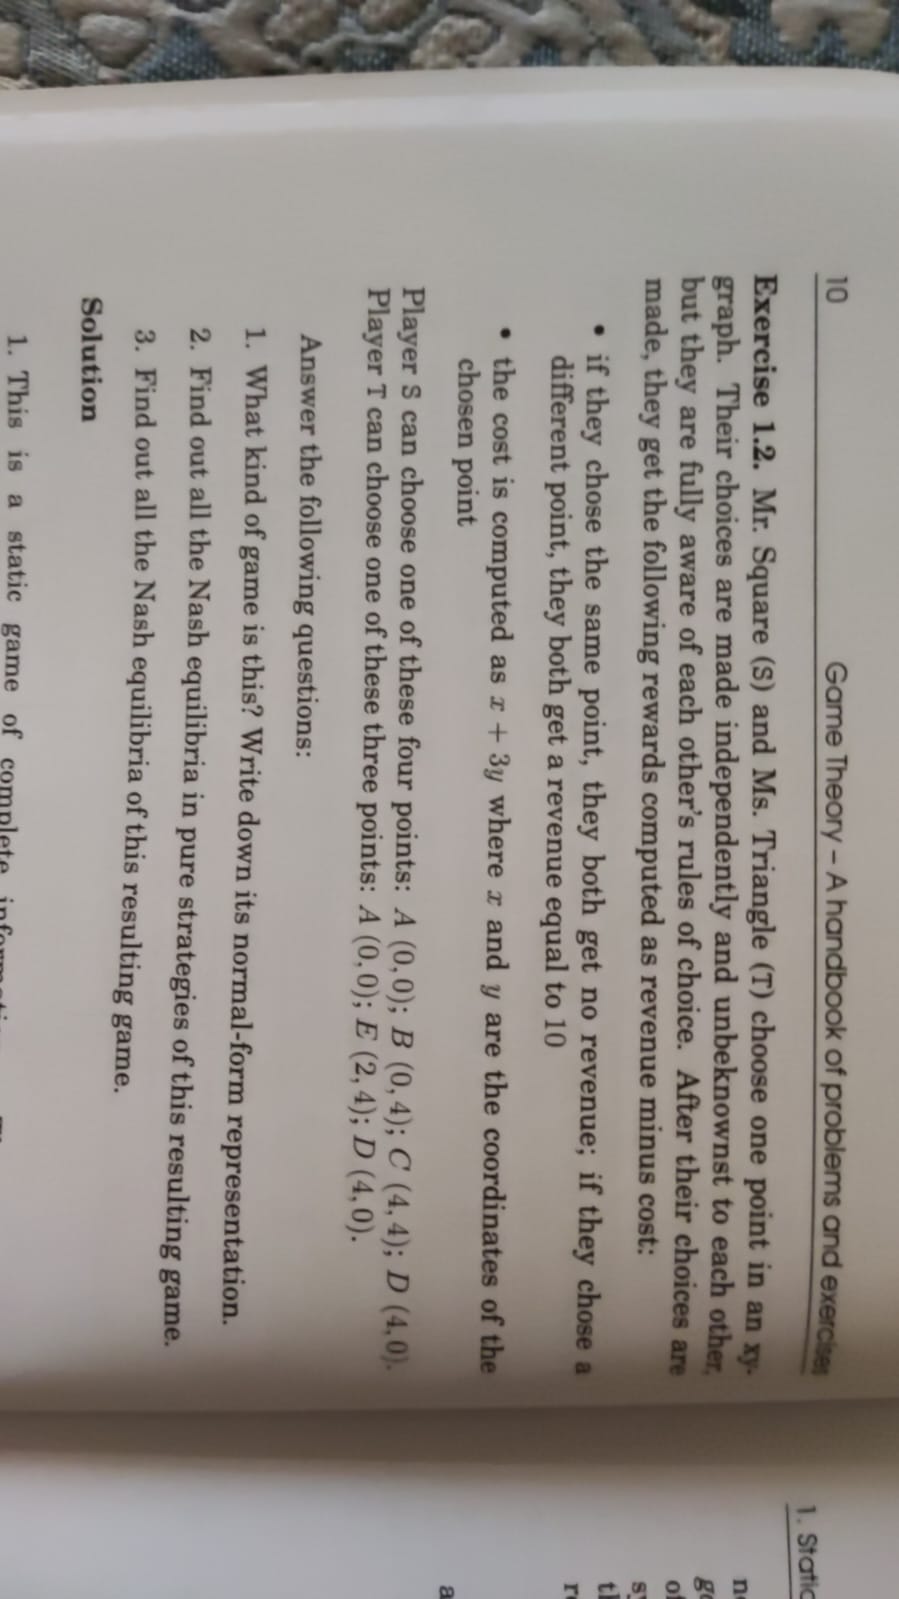 10 Game Theory – A handbook of problems and exercises
Exercise 1.2. Mr. Square (S) and Ms. Triangle (T) choose one point in an xy-
graph. Their choices are made independently and unbeknownst to each other,
but they are fully aware of each other's rules of choice. After their choices are
made, they get the following rewards computed as revenue minus cost:
• if they chose the same point, they both get no revenue; if they chose a
different point, they both get a revenue equal to 10
• the cost is computed as x + 3y where x and y are the coordinates of the
chosen point
Player S can choose one of these four points: A (0,0); B (0,4); C (4,4); D (4,0).
Player T can choose one of these three points: A (0,0); E (2,4); D (4,0).
Answer the following questions:
1. What kind of game is this? Write down its normal-form representation.
2. Find out all the Nash equilibria in pure strategies of this resulting game.
3. Find out all the Nash equilibria of this resulting game.
Solution
1. This is a static game of complete
1. Static